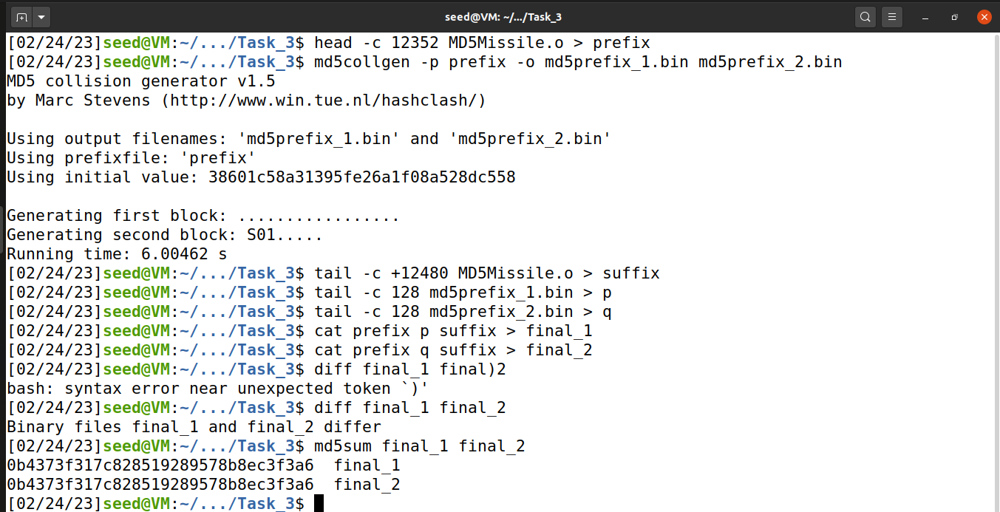 seed@VM: ~/.../Task_3
[02/24/23]seed@VM:~/.../Task_3$ head -c 12352 MD5Missile.o > prefix
[02/24/23]seed@VM:~/.../Task_3$ md5collgen -p prefix -o md5prefix_1.bin md5prefix_2.bin
MD5 collision generator v1.5
by Marc Stevens (http://www.win.tue.nl/hashclash/)

Using output filenames: 'md5prefix_1.bin' and 'md5prefix_2.bin'
Using prefixfile: 'prefix'
Using initial value: 38601c58a31395fe26a1f08a528dc558

Generating first block: .................
Generating second block: S01.....
Running time: 6.00462 s
[02/24/23]seed@VM:~/.../Task_3$ tail -c +12480 MD5Missile.o > suffix
[02/24/23]seed@VM:~/.../Task_3$ tail -c 128 md5prefix_1.bin > p
[02/24/23]seed@VM:~/.../Task_3$ tail -c 128 md5prefix_2.bin > q
[02/24/23]seed@VM:~/.../Task_3$ cat prefix p suffix > final_1
[02/24/23]seed@VM:~/.../Task_3$ cat prefix q suffix > final_2
[02/24/23]seed@VM:~/.../Task_3$ diff final_1 final)2
bash: syntax error near unexpected token `)'
[02/24/23]seed@VM:~/.../Task_3$ diff final_1 final_2
Binary files final_1 and final_2 differ
[02/24/23]seed@VM:~/.../Task_3$ md5sum final_1 final_2
0b4373f317c828519289578b8ec3f3a6  final_1
0b4373f317c828519289578b8ec3f3a6  final_2
[02/24/23]seed@VM:~/.../Task_3$